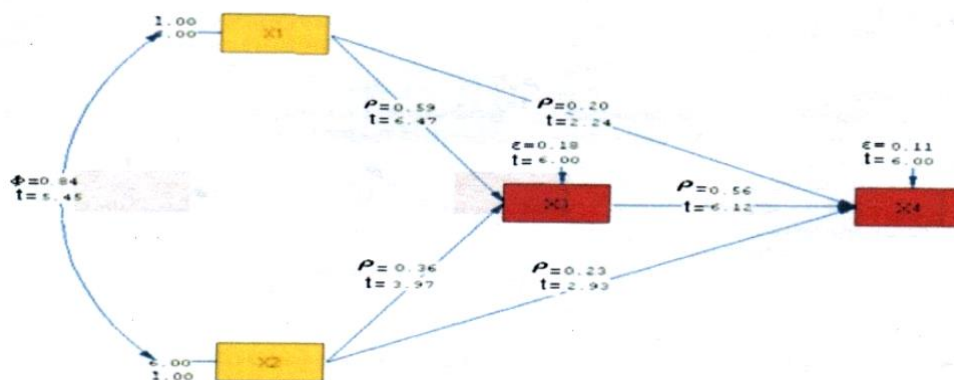 1.00
X1
ρ=0.59
t=6.47
ρ=0.20
t=2.24
ε=0.18
t=6.00
ε=0.11
t=6.00
Φ=0.84
t=5.45
X3
ρ=0.56
t=6.12
X4
ρ=0.36
t=3.97
ρ=0.23
t=2.93
6.00
X2
1.00